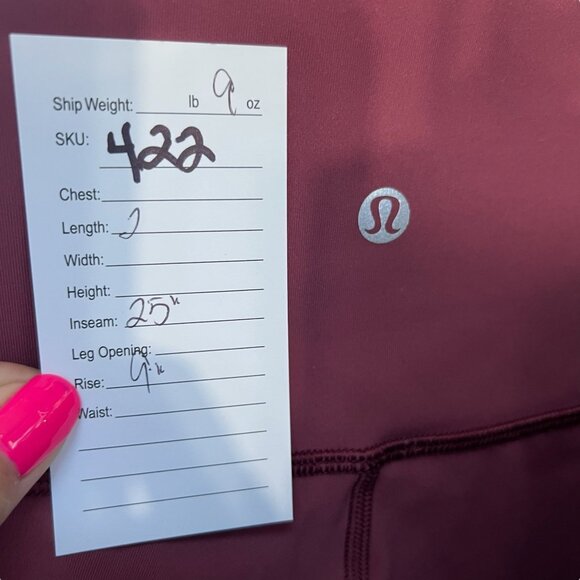 Ship Weight: lb 9 oz
SKU: 422
Chest:
Length:
Width:
Height:
Inseam: 25"
Leg Opening:
Rise: 9"
Waist: